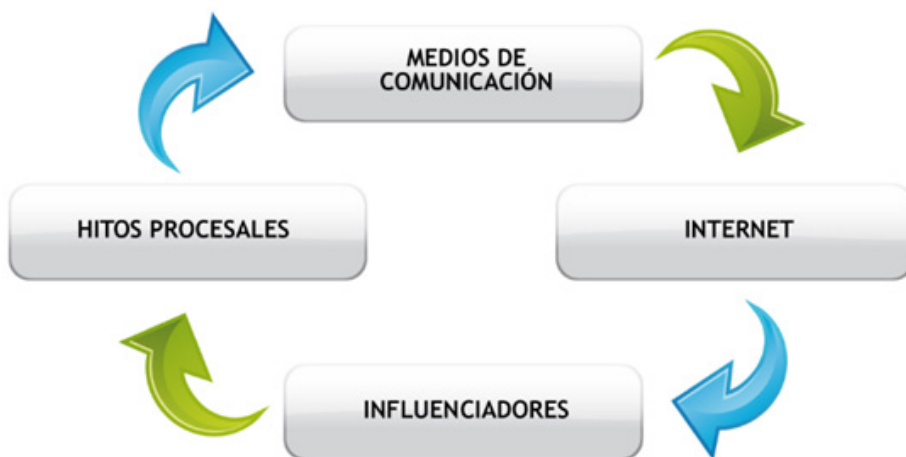 MEDIOS DE
COMUNICACIÓN
HITOS PROCESALES
INTERNET
INFLUENCIADORES